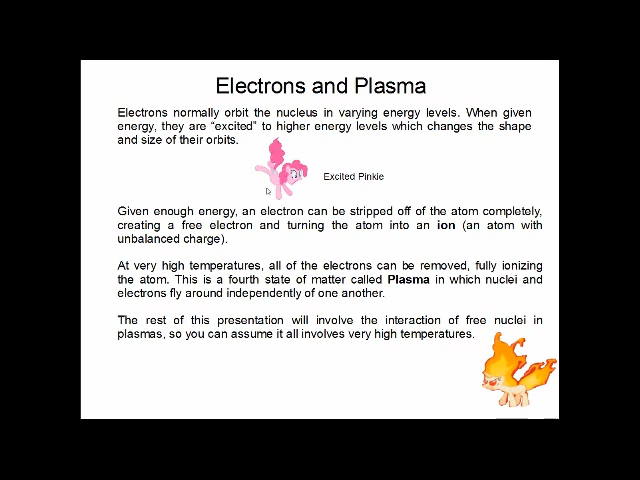 Electrons and Plasma
Electrons normally orbit the nucleus in varying energy levels. When given
energy, they are “excited” to higher energy levels which changes the shape
and size of their orbits.
Excited Pinkie
Given enough energy, an electron can be stripped off of the atom completely,
creating a free electron and turning the atom into an ion (an atom with
unbalanced charge).
At very high temperatures, all of the electrons can be removed, fully ionizing
the atom. This is a fourth state of matter called Plasma in which nuclei and
electrons fly around independently of one another.
The rest of this presentation will involve the interaction of free nuclei in
plasmas, so you can assume it all involves very high temperatures.